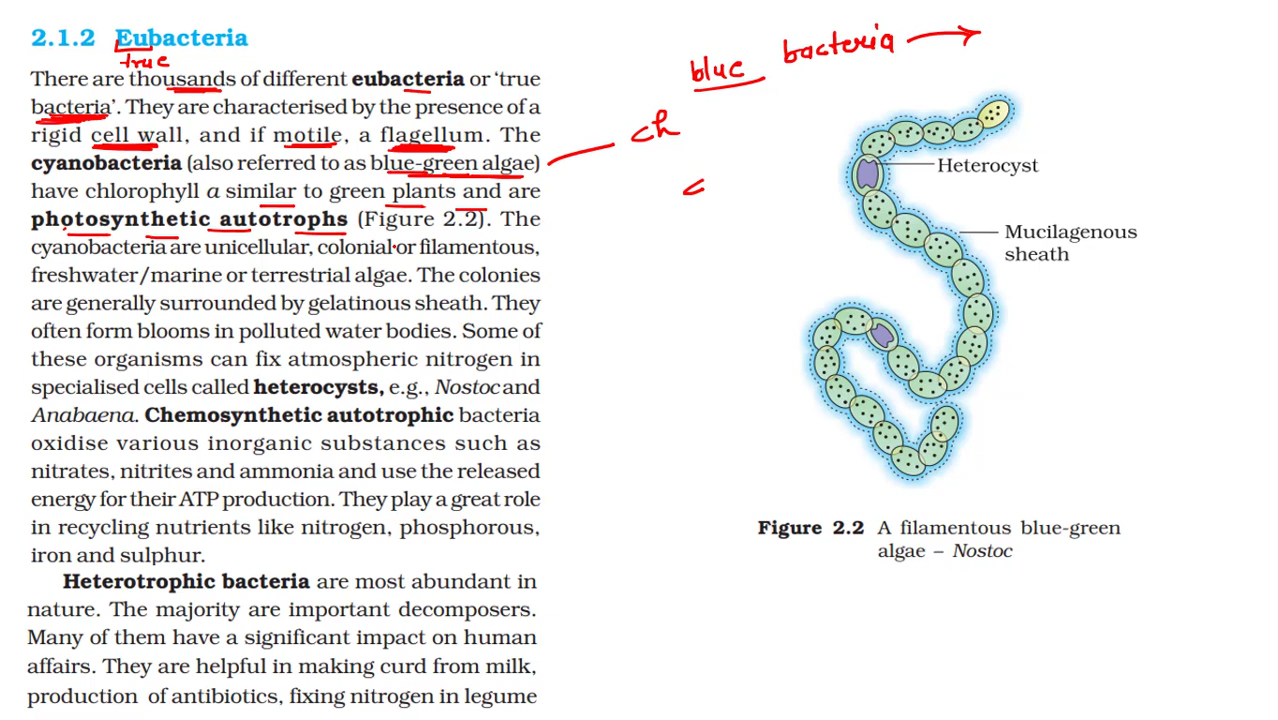 2.1.2 Eubacteria
true
There are thousands of different eubacteria or ‘true
bacteria’. They are characterised by the presence of a
rigid cell wall, and if motile, a flagellum. The
cyanobacteria (also referred to as blue-green algae)
have chlorophyll a similar to green plants and are
photosynthetic autotrophs (Figure 2.2). The
cyanobacteria are unicellular, colonial or filamentous,
freshwater/marine or terrestrial algae. The colonies
are generally surrounded by gelatinous sheath. They
often form blooms in polluted water bodies. Some of
these organisms can fix atmospheric nitrogen in
specialised cells called heterocysts, e.g., Nostoc and
Anabaena. Chemosynthetic autotrophic bacteria
oxidise various inorganic substances such as
nitrates, nitrites and ammonia and use the released
energy for their ATP production. They play a great role
in recycling nutrients like nitrogen, phosphorous,
iron and sulphur.
Heterotrophic bacteria are most abundant in
nature. The majority are important decomposers.
Many of them have a significant impact on human
affairs. They are helpful in making curd from milk,
production of antibiotics, fixing nitrogen in legume
blue bacteria
ch
Heterocyst
Mucilagenous
sheath
Figure 2.2 A filamentous blue-green
algae – Nostoc